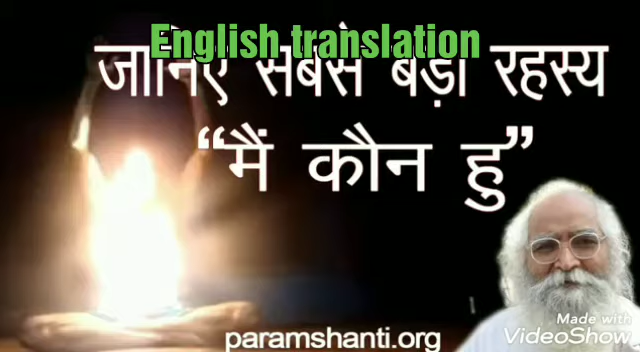 English translation
जानिए सबसे बड़ा रहस्य
“मैं कौन हु”
paramshanti.org
Made with
VideoShow